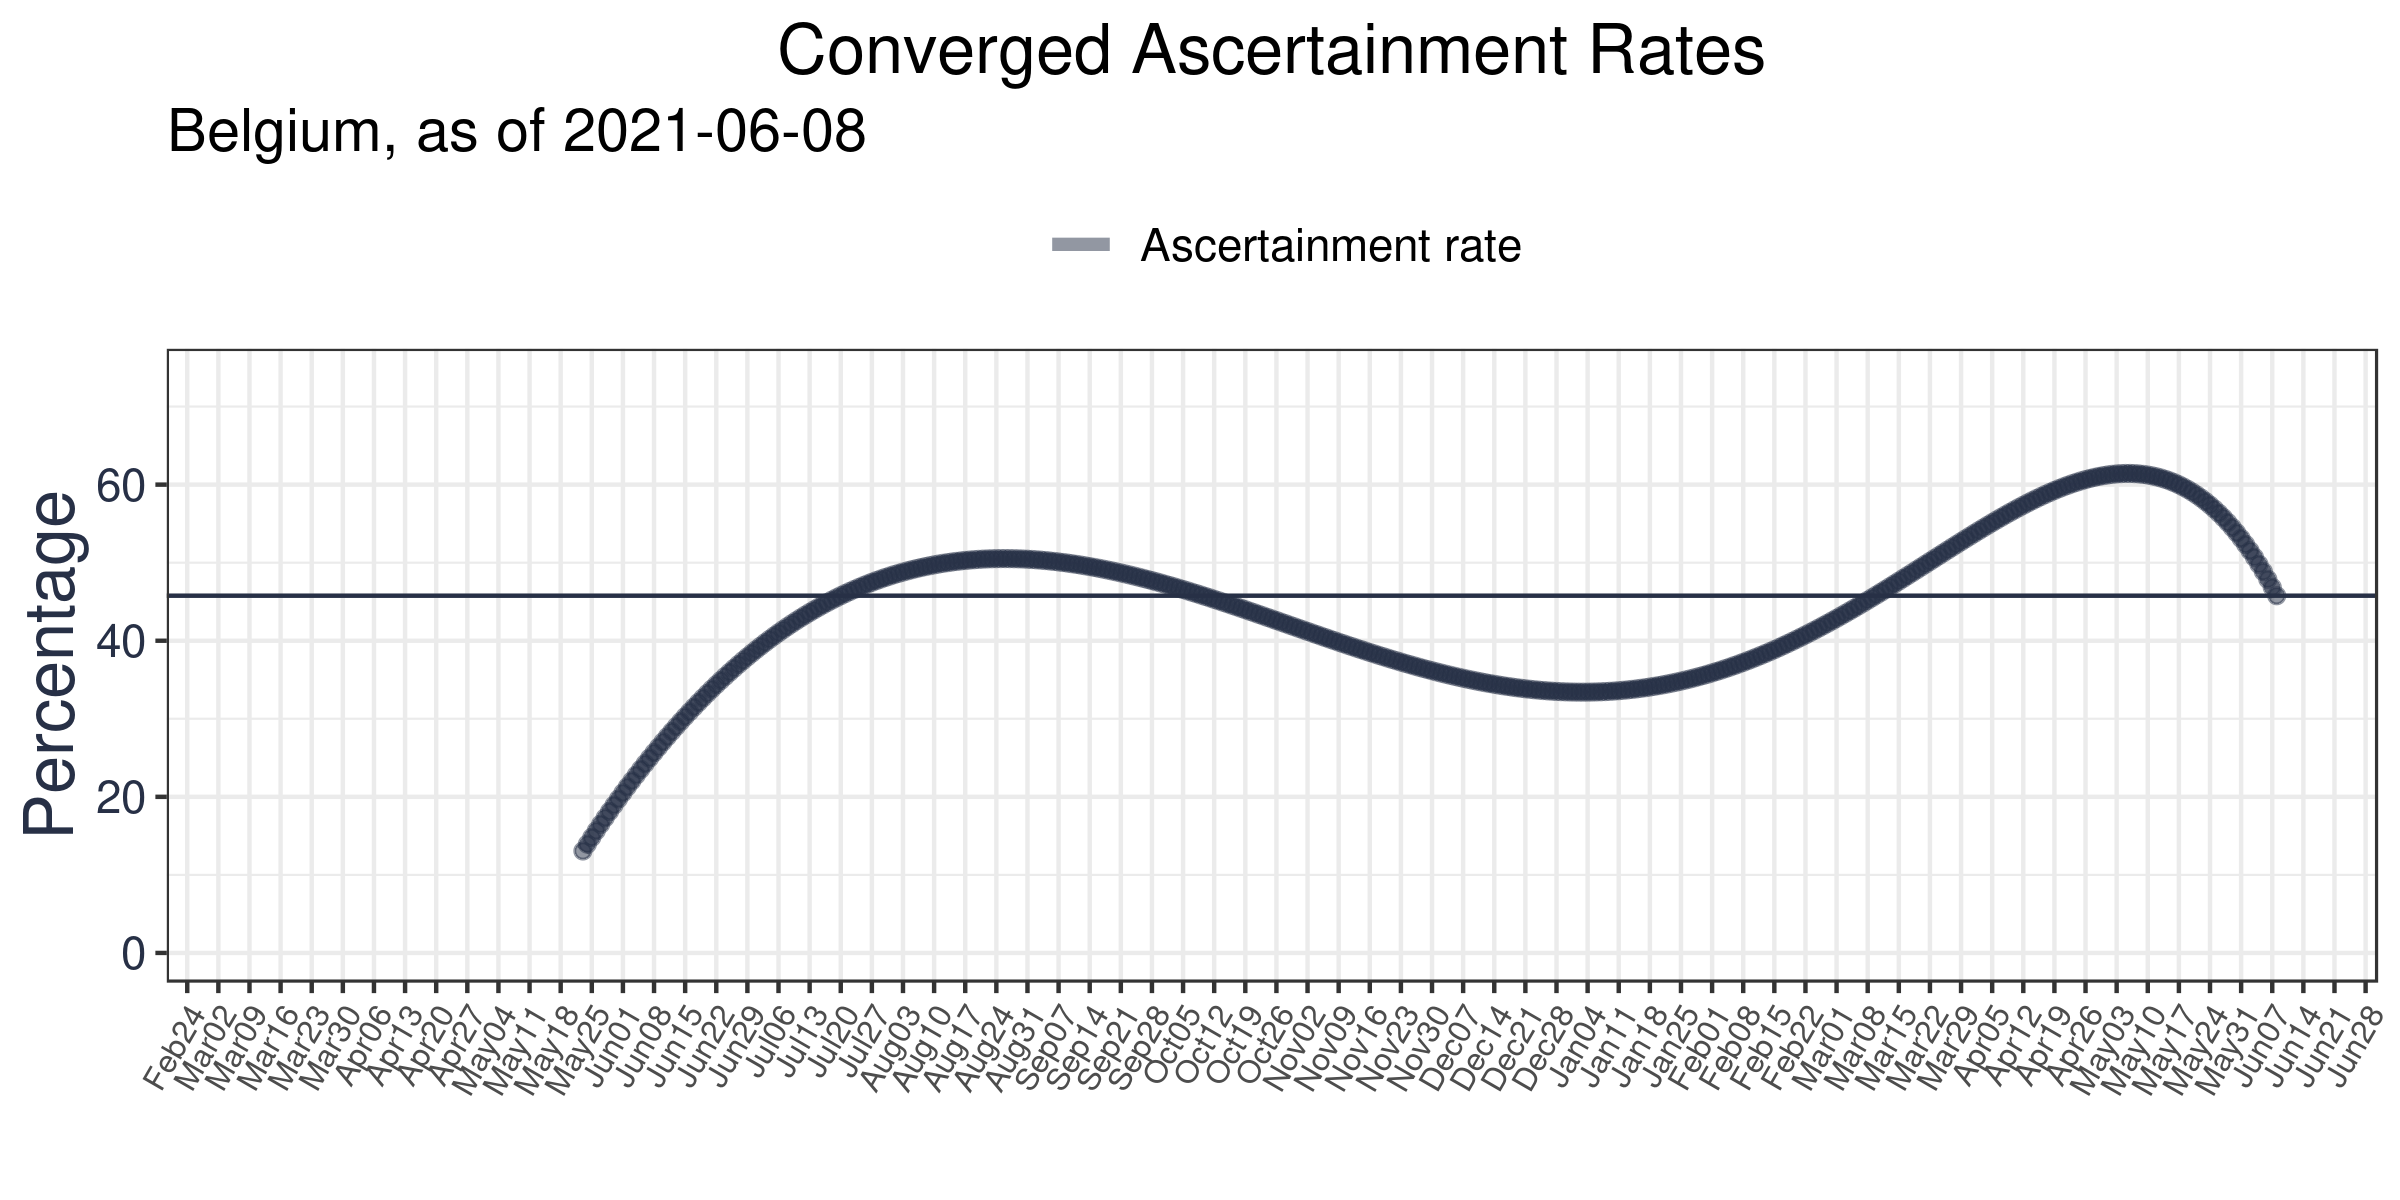 Converged Ascertainment Rates
Belgium, as of 2021-06-08
Ascertainment rate
Percentage
60
40
20
0
Feb24
Mar02
Mar09
Mar16
Mar23
Mar30
Apr06
Apr13
Apr20
Apr27
May04
May11
May18
May25
Jun01
Jun08
Jun15
Jun22
Jun29
Jul06
Jul13
Jul20
Jul27
Aug03
Aug10
Aug17
Aug24
Aug31
Sep07
Sep14
Sep21
Sep28
Oct05
Oct12
Oct19
Oct26
Nov02
Nov09
Nov16
Nov23
Nov30
Dec07
Dec14
Dec21
Dec28
Jan04
Jan11
Jan18
Jan25
Feb01
Feb08
Feb15
Feb22
Mar01
Mar08
Mar15
Mar22
Mar29
Apr05
Apr12
Apr19
Apr26
May03
May10
May17
May24
May31
Jun07
Jun14
Jun21
Jun28